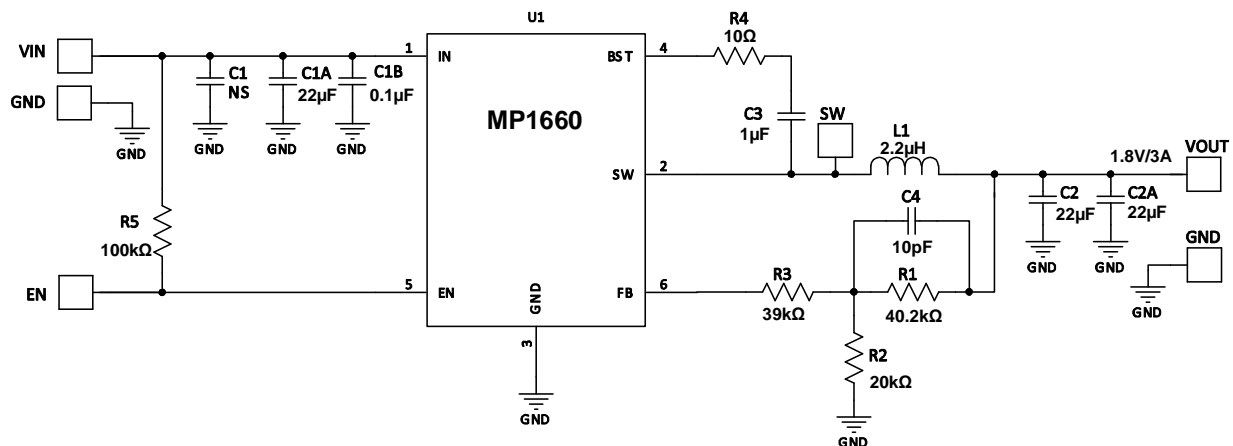 U1
VIN
GND
GND
C1
NS
GND
C1A
22µF
GND
C1B
0.1µF
GND
1
IN
MP1660
BST
4
R4
10Ω
C3
1µF
SW
SW
2
L1
2.2µH
1.8V/3A
VOUT
C2
22µF
GND
C2A
22µF
GND
GND
GND
C4
10pF
R5
100kΩ
EN
5
EN
GND
3
GND
FB
6
R3
39kΩ
R1
40.2kΩ
R2
20kΩ
GND